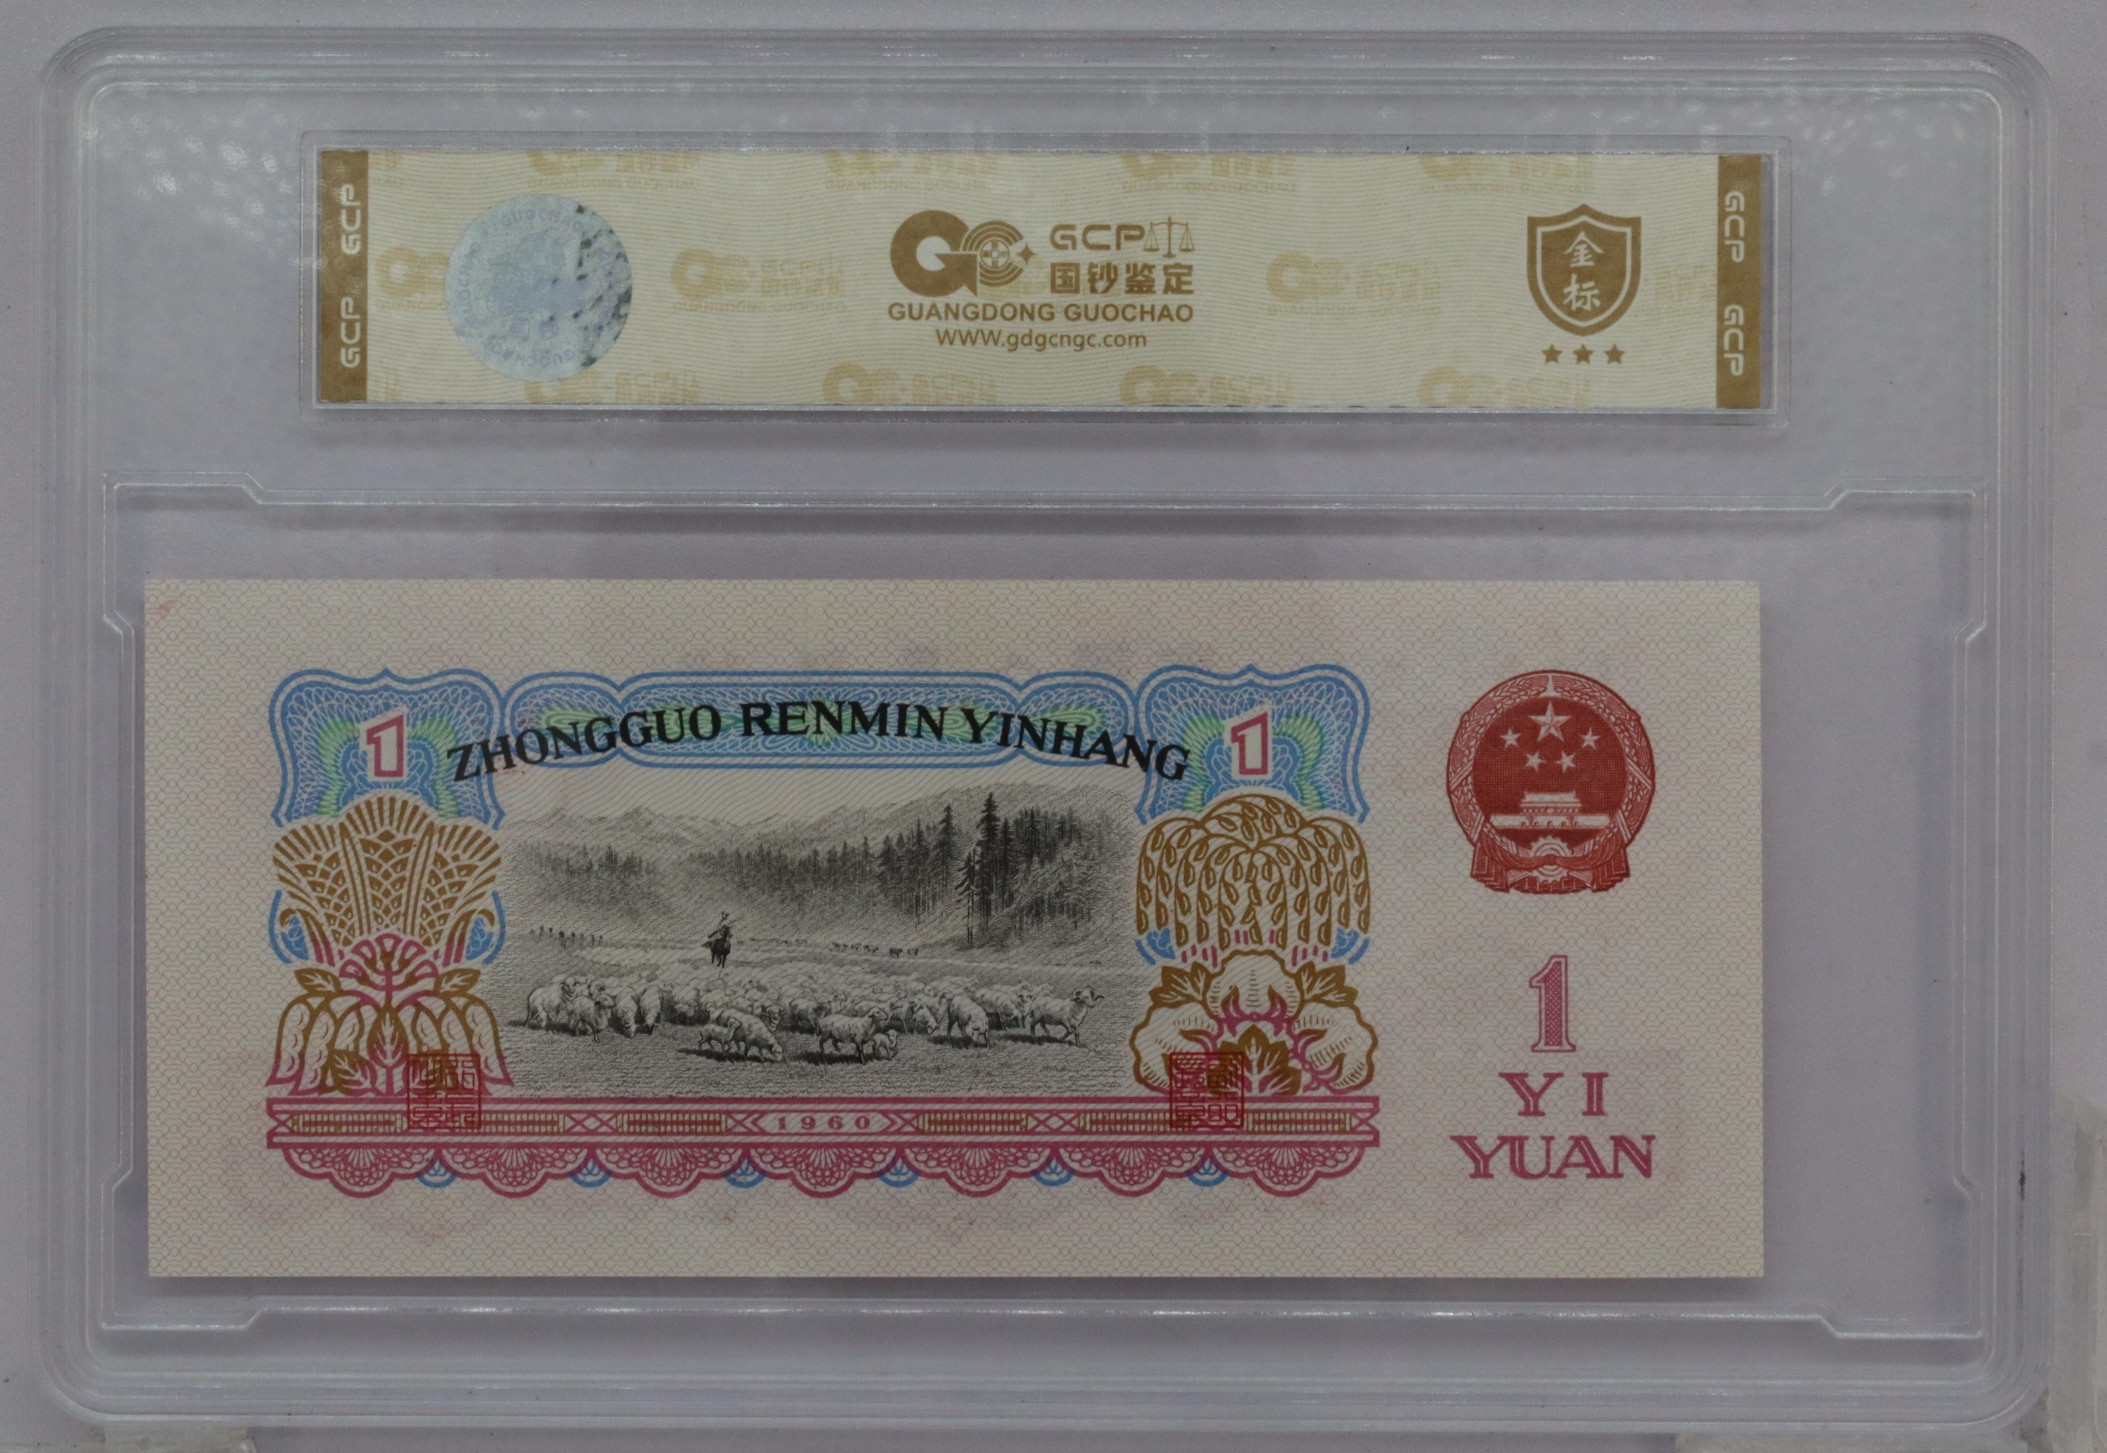 GCP GCP
GCP
国钞鉴定
GUANGDONG GUOCHAO
WWW.gdgcngc.com
金
标
GCP GCP
1
ZHONGGUO RENMIN YINHANG
1
1
YI
YUAN
1960